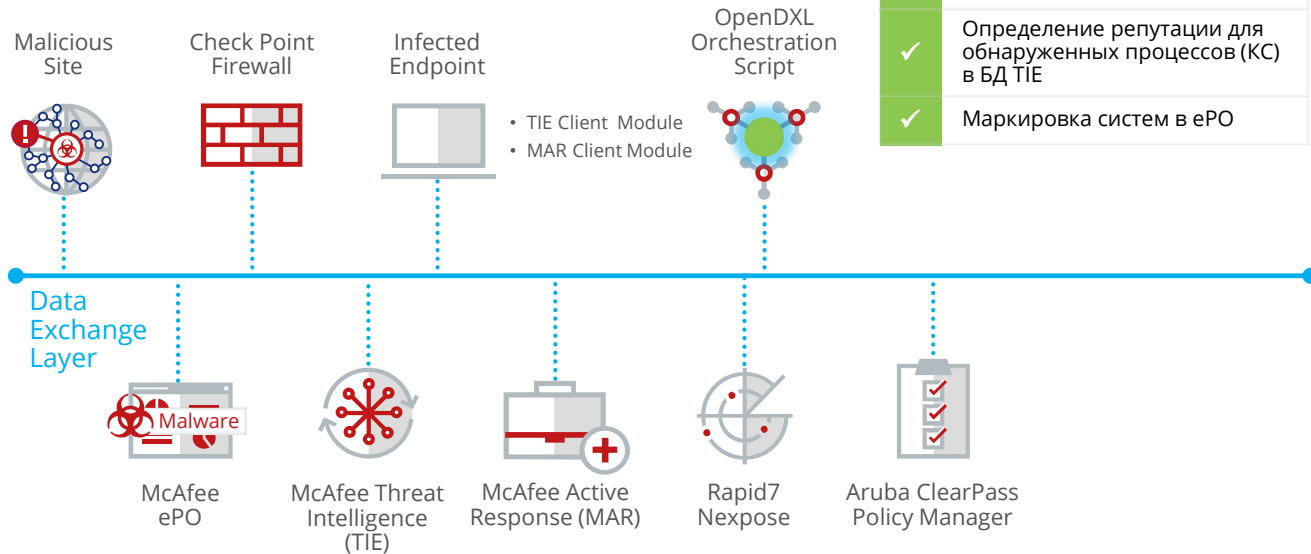 Malicious
Site
Check Point
Firewall
Infected
Endpoint
• TIE Client Module
• MAR Client Module
OpenDXL
Orchestration
Script
Определение репутации для
обнаруженных процессов (КС)
в БД TIE
Маркировка систем в ePO
Data
Exchange
Layer
Malware
McAfee
ePO
McAfee Threat
Intelligence
(TIE)
McAfee Active
Response (MAR)
Rapid7
Nexpose
Aruba ClearPass
Policy Manager